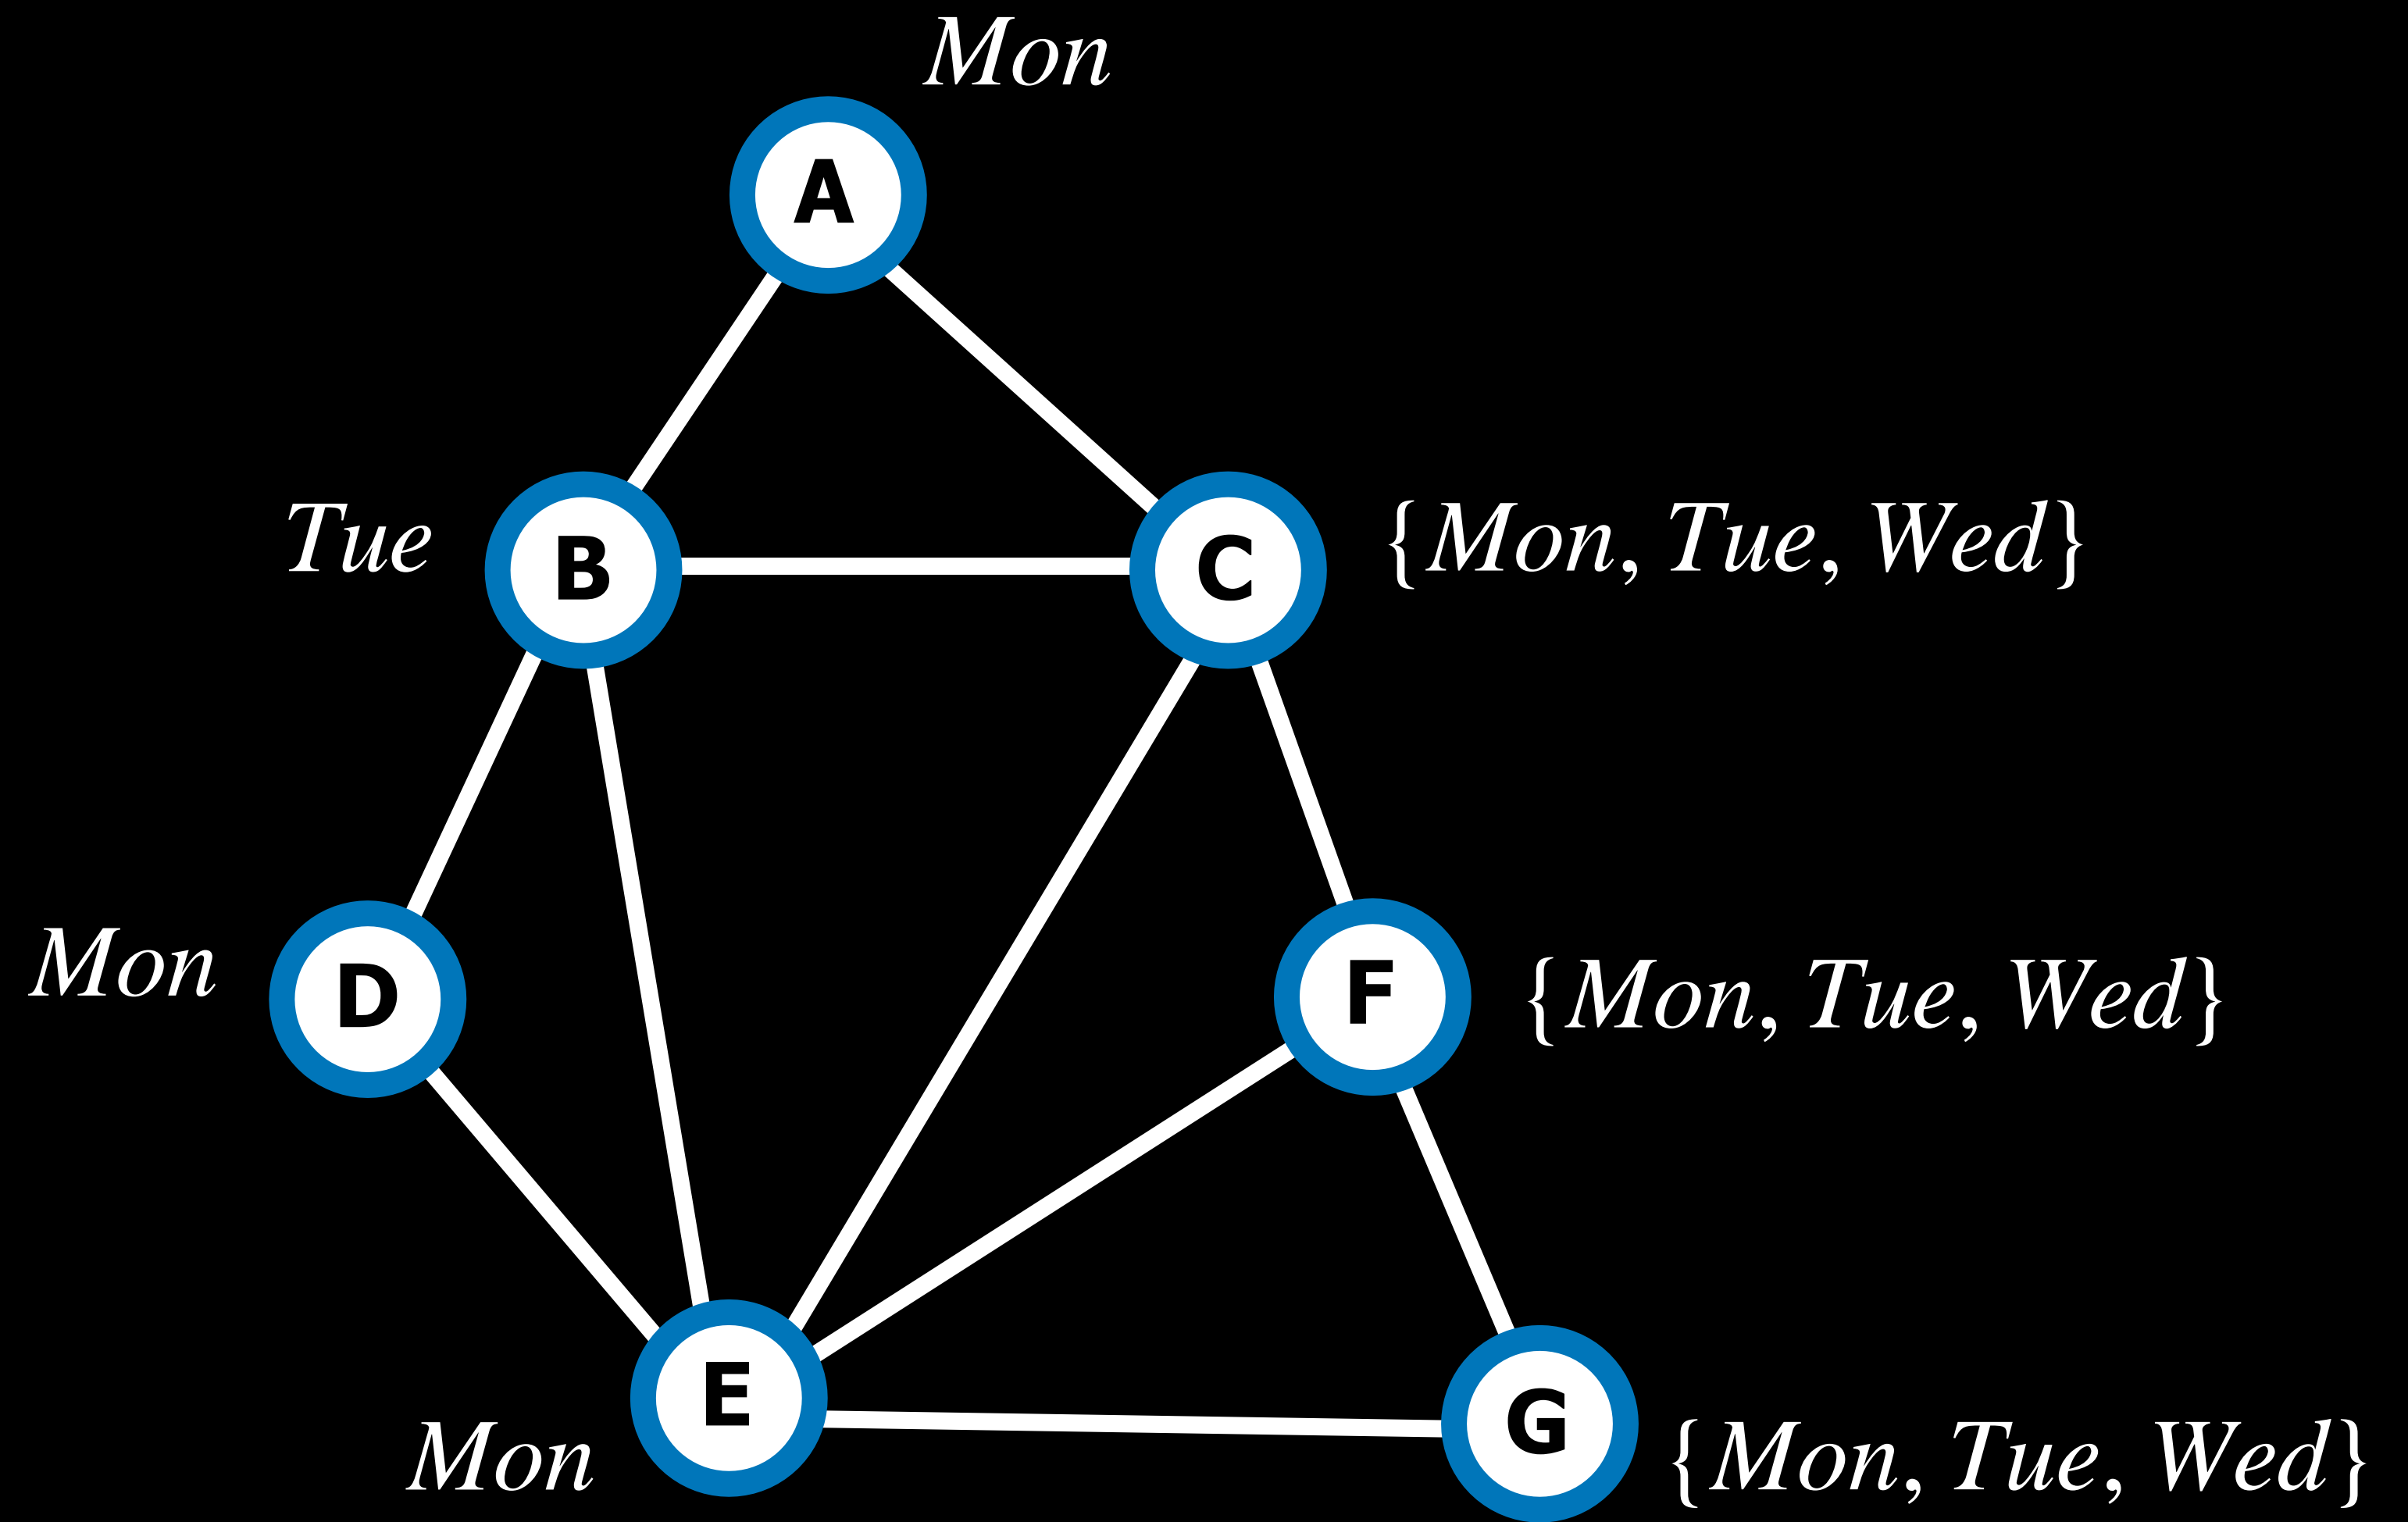 Mon
A
Tue
B
C
{Mon, Tue, Wed}
Mon
D
F
{Mon, Tue, Wed}
E
Mon
G
{Mon, Tue, Wed}